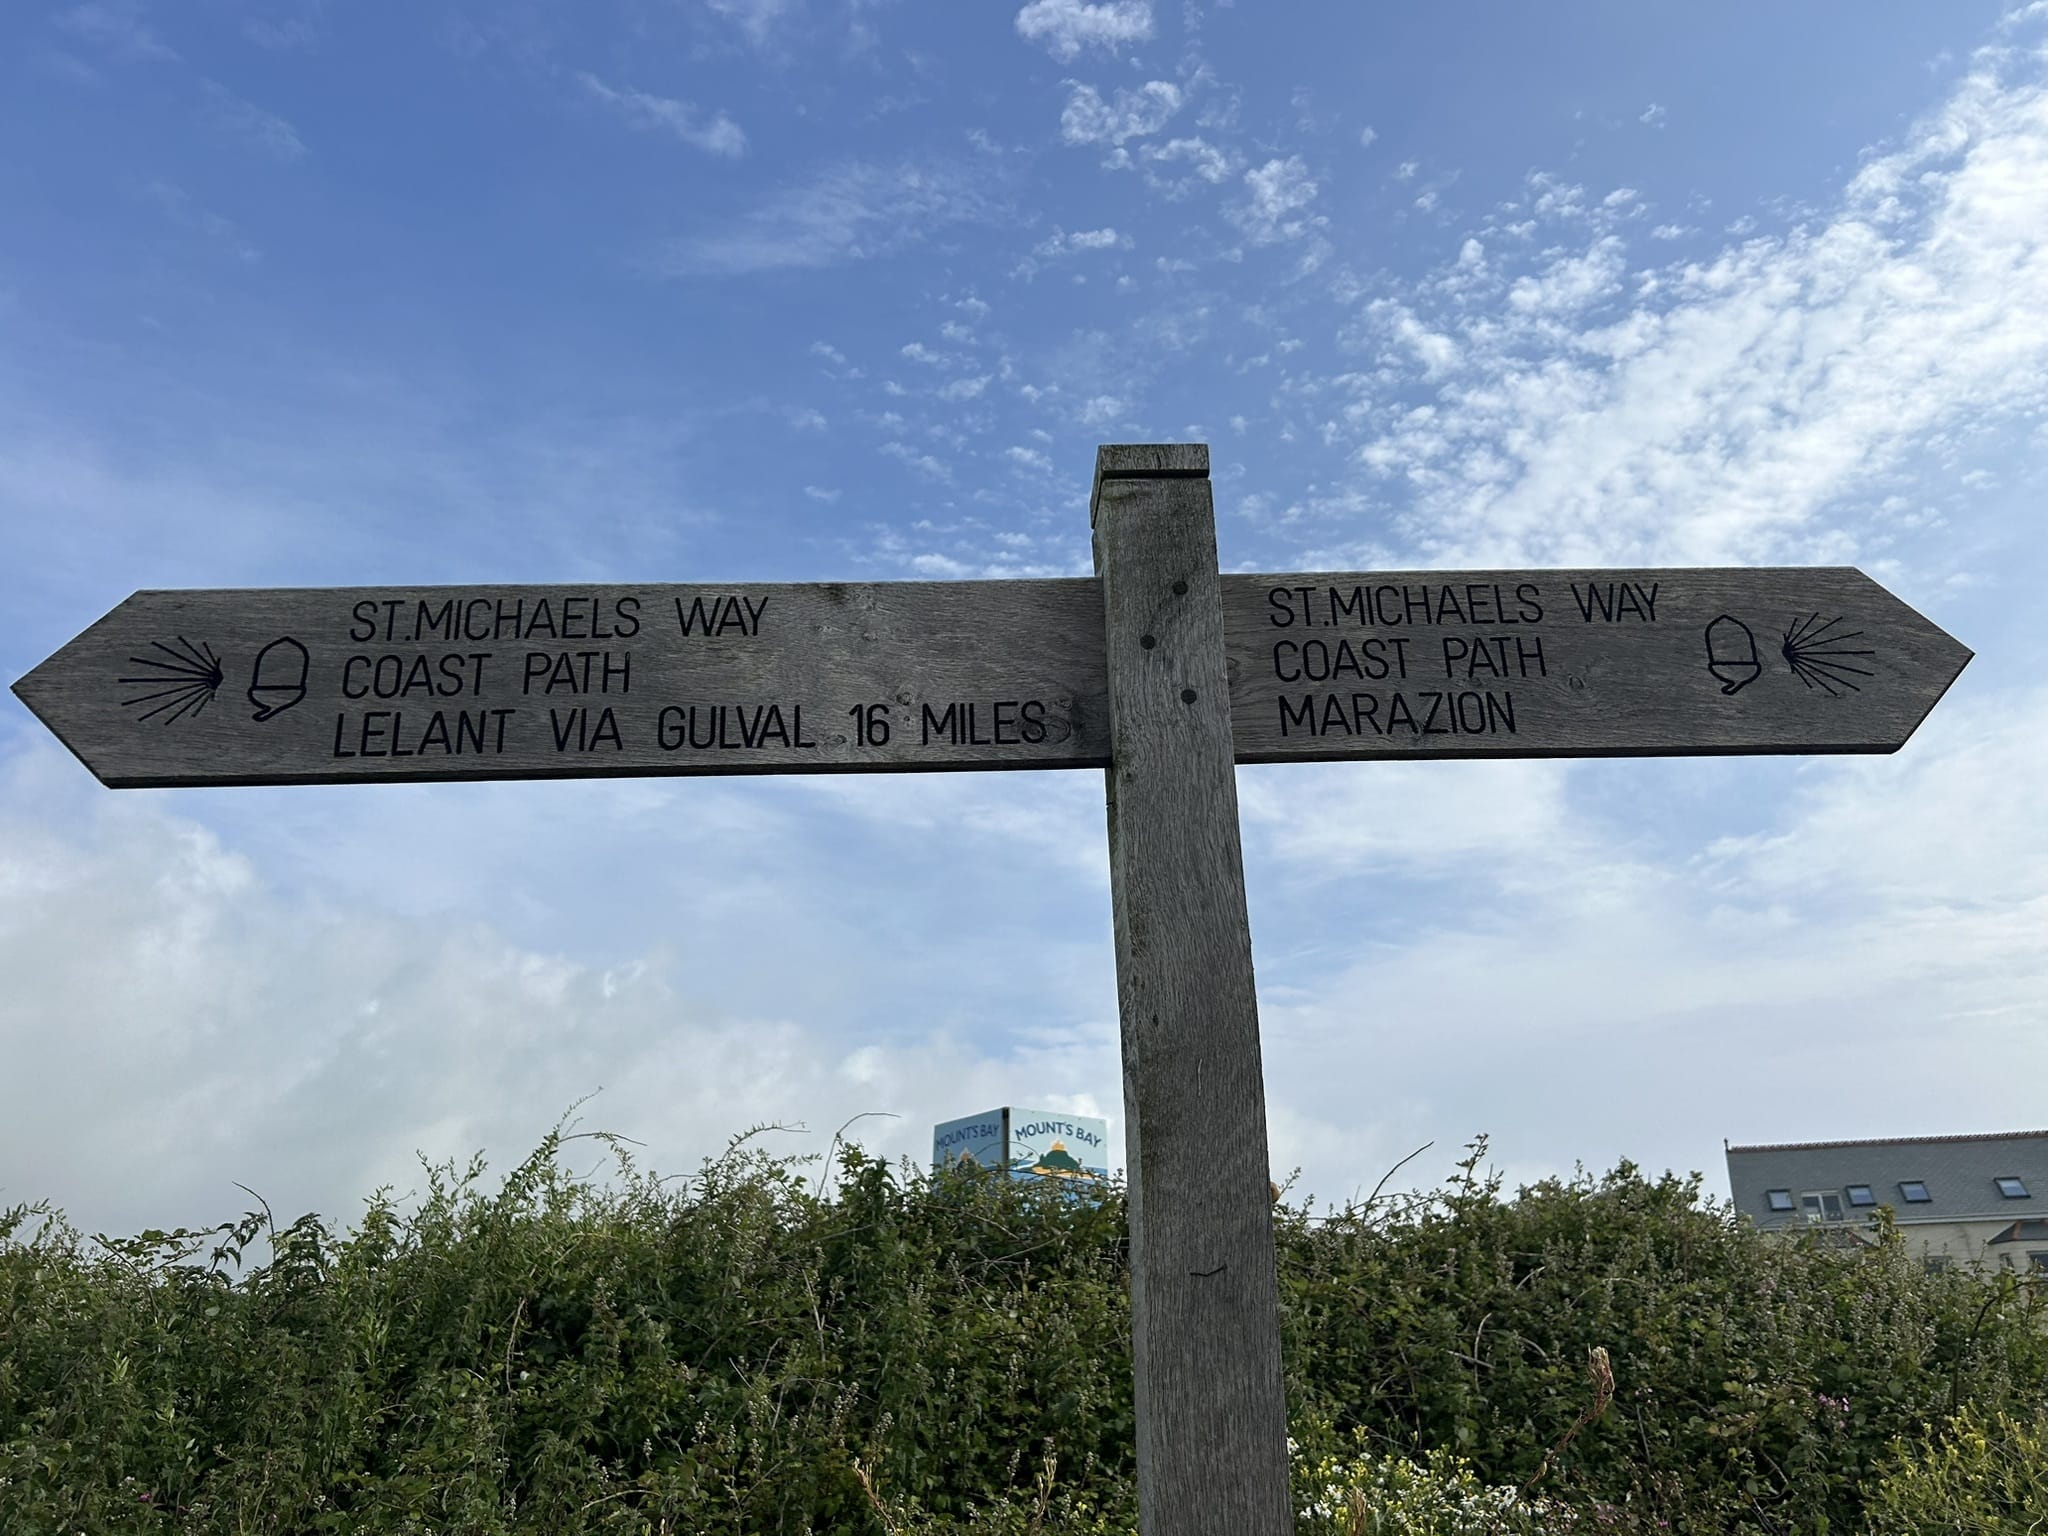 ST.MICHAELS WAY
COAST PATH
LELANT VIA GULVAL 16 MILES
ST.MICHAELS WAY
COAST PATH
MARAZION
MOUNT'S BAY
MOUNT'S BAY